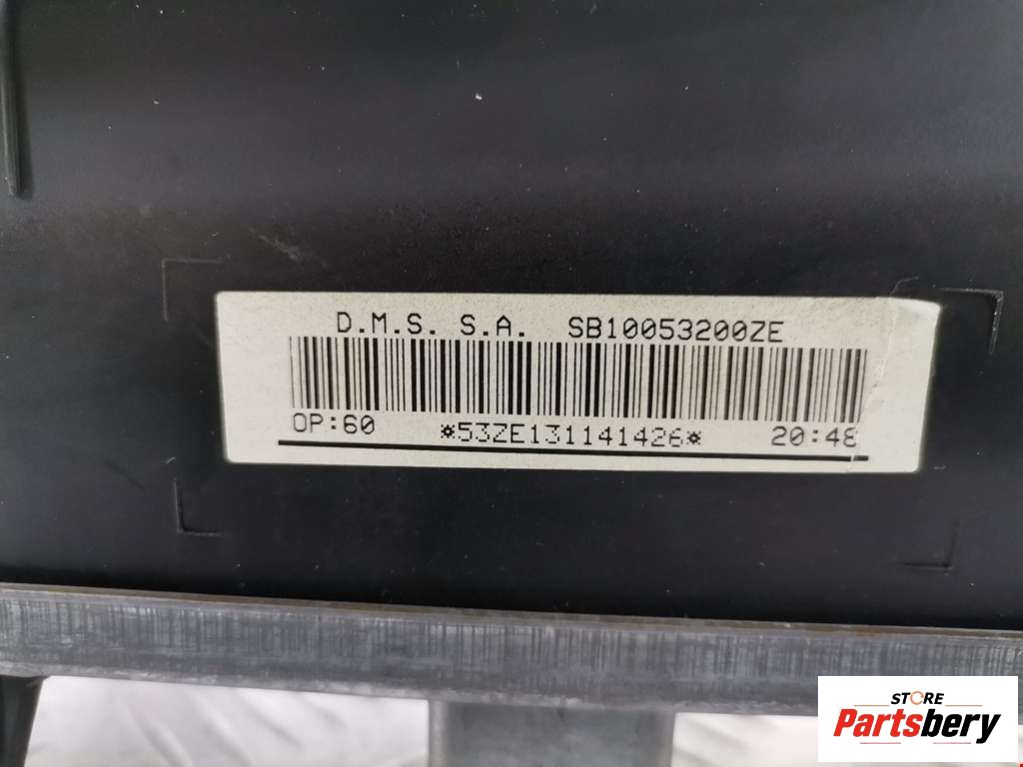 D.M.S. S.A. SB10053200ZE
OP:60 *53ZE131141426* 20:48
STORE
Partsbery